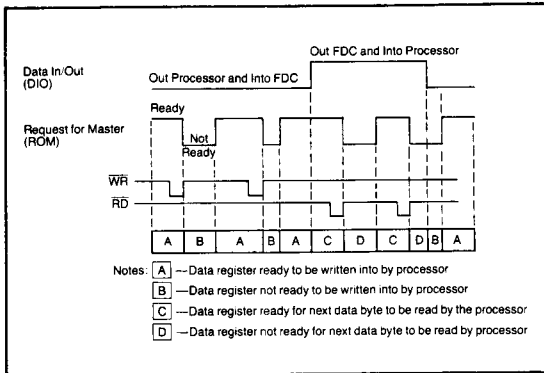 Out FDC and Into Processor
Data In/Out
(DIO)
Out Processor and Into FDC
Ready
Request for Master
(ROM)
Not
Ready
WR
RD
A B A B A C D C D B A
Notes: A —Data register ready to be written into by processor
B —Data register not ready to be written into by processor
C —Data register ready for next data byte to be read by the processor
D —Data register not ready for next data byte to be read by processor